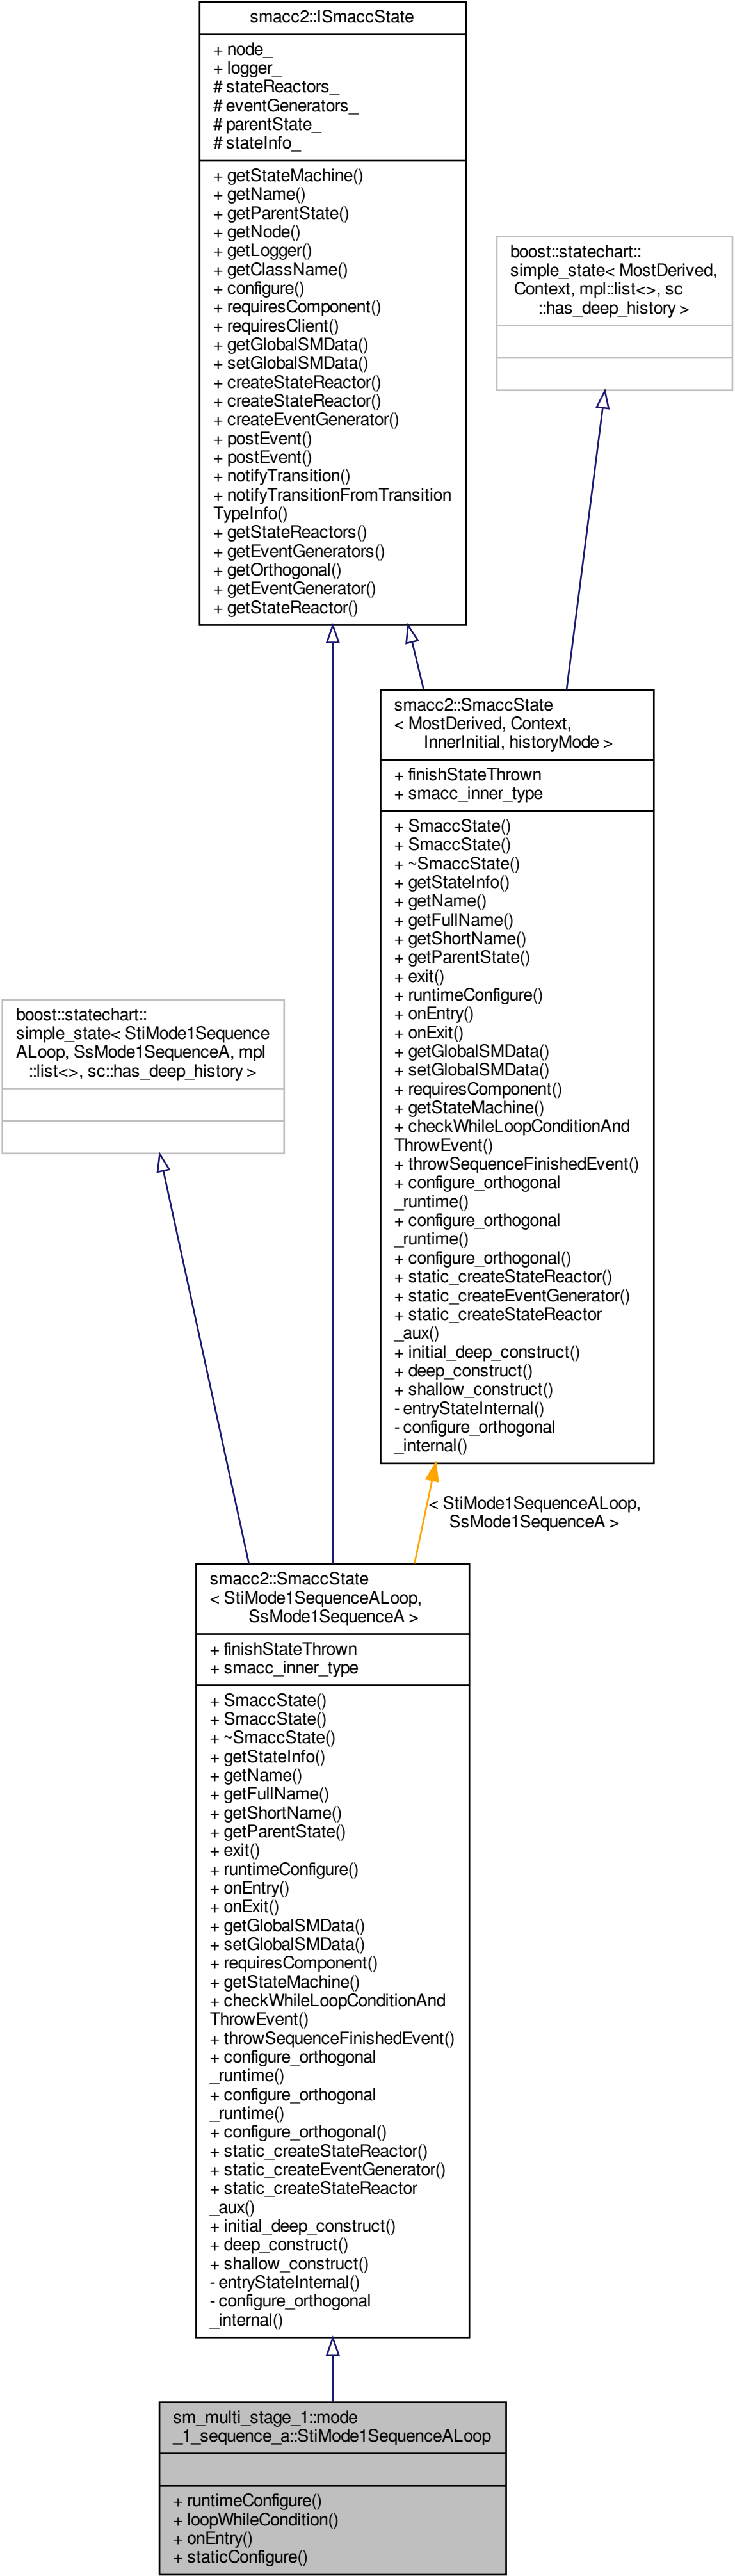 smacc2::ISmaccState
+ node_
+ logger_
# stateReactors_
# eventGenerators_
# parentState_
# stateInfo_
+ getStateMachine()
+ getName()
+ getParentState()
+ getNode()
+ getLogger()
+ getClassName()
+ configure()
+ requiresComponent()
+ requiresClient()
+ getGlobalSMData()
+ setGlobalSMData()
+ createStateReactor()
+ createStateReactor()
+ createEventGenerator()
+ postEvent()
+ postEvent()
+ notifyTransition()
+ notifyTransitionFromTransition
TypeInfo()
+ getStateReactors()
+ getEventGenerators()
+ getOrthogonal()
+ getEventGenerator()
+ getStateReactor()
boost::statechart::
simple_state< MostDerived,
Context, mpl::list<>, sc
::has_deep_history >
smacc2::SmaccState
< MostDerived, Context,
InnerInitial, historyMode >
+ finishStateThrown
+ smacc_inner_type
+ SmaccState()
+ SmaccState()
+ ~SmaccState()
+ getStateInfo()
+ getName()
+ getFullName()
+ getShortName()
+ getParentState()
+ exit()
+ runtimeConfigure()
+ onEntry()
+ onExit()
+ getGlobalSMData()
+ setGlobalSMData()
+ requiresComponent()
+ getStateMachine()
+ checkWhileLoopConditionAnd
ThrowEvent()
+ throwSequenceFinishedEvent()
+ configure_orthogonal
_runtime()
+ configure_orthogonal
_runtime()
+ configure_orthogonal()
+ static_createStateReactor()
+ static_createEventGenerator()
+ static_createStateReactor
_aux()
+ initial_deep_construct()
+ deep_construct()
+ shallow_construct()
- entryStateInternal()
- configure_orthogonal
_internal()
boost::statechart::
simple_state< StiMode1Sequence
ALoop, SsMode1SequenceA, mpl
::list<>, sc::has_deep_history >
< StiMode1SequenceALoop,
SsMode1SequenceA >
smacc2::SmaccState
< StiMode1SequenceALoop,
SsMode1SequenceA >
+ finishStateThrown
+ smacc_inner_type
+ SmaccState()
+ SmaccState()
+ ~SmaccState()
+ getStateInfo()
+ getName()
+ getFullName()
+ getShortName()
+ getParentState()
+ exit()
+ runtimeConfigure()
+ onEntry()
+ onExit()
+ getGlobalSMData()
+ setGlobalSMData()
+ requiresComponent()
+ getStateMachine()
+ checkWhileLoopConditionAnd
ThrowEvent()
+ throwSequenceFinishedEvent()
+ configure_orthogonal
_runtime()
+ configure_orthogonal
_runtime()
+ configure_orthogonal()
+ static_createStateReactor()
+ static_createEventGenerator()
+ static_createStateReactor
_aux()
+ initial_deep_construct()
+ deep_construct()
+ shallow_construct()
- entryStateInternal()
- configure_orthogonal
_internal()
sm_multi_stage_1::mode
_1_sequence_a::StiMode1SequenceALoop
+ runtimeConfigure()
+ loopWhileCondition()
+ onEntry()
+ staticConfigure()